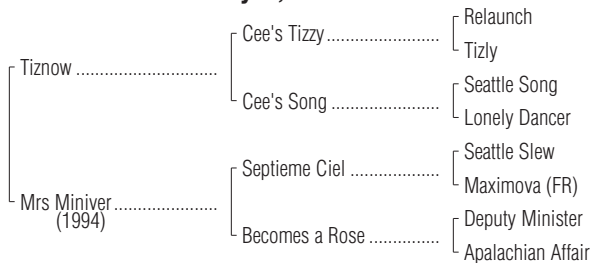 Relaunch
Cee's Tizzy
Tizly
Tiznow
Seattle Song
Cee's Song
Lonely Dancer
Seattle Slew
Septieme Ciel
Maximova (FR)
Mrs Miniver
(1994)
Deputy Minister
Becomes a Rose
Apalachian Affair